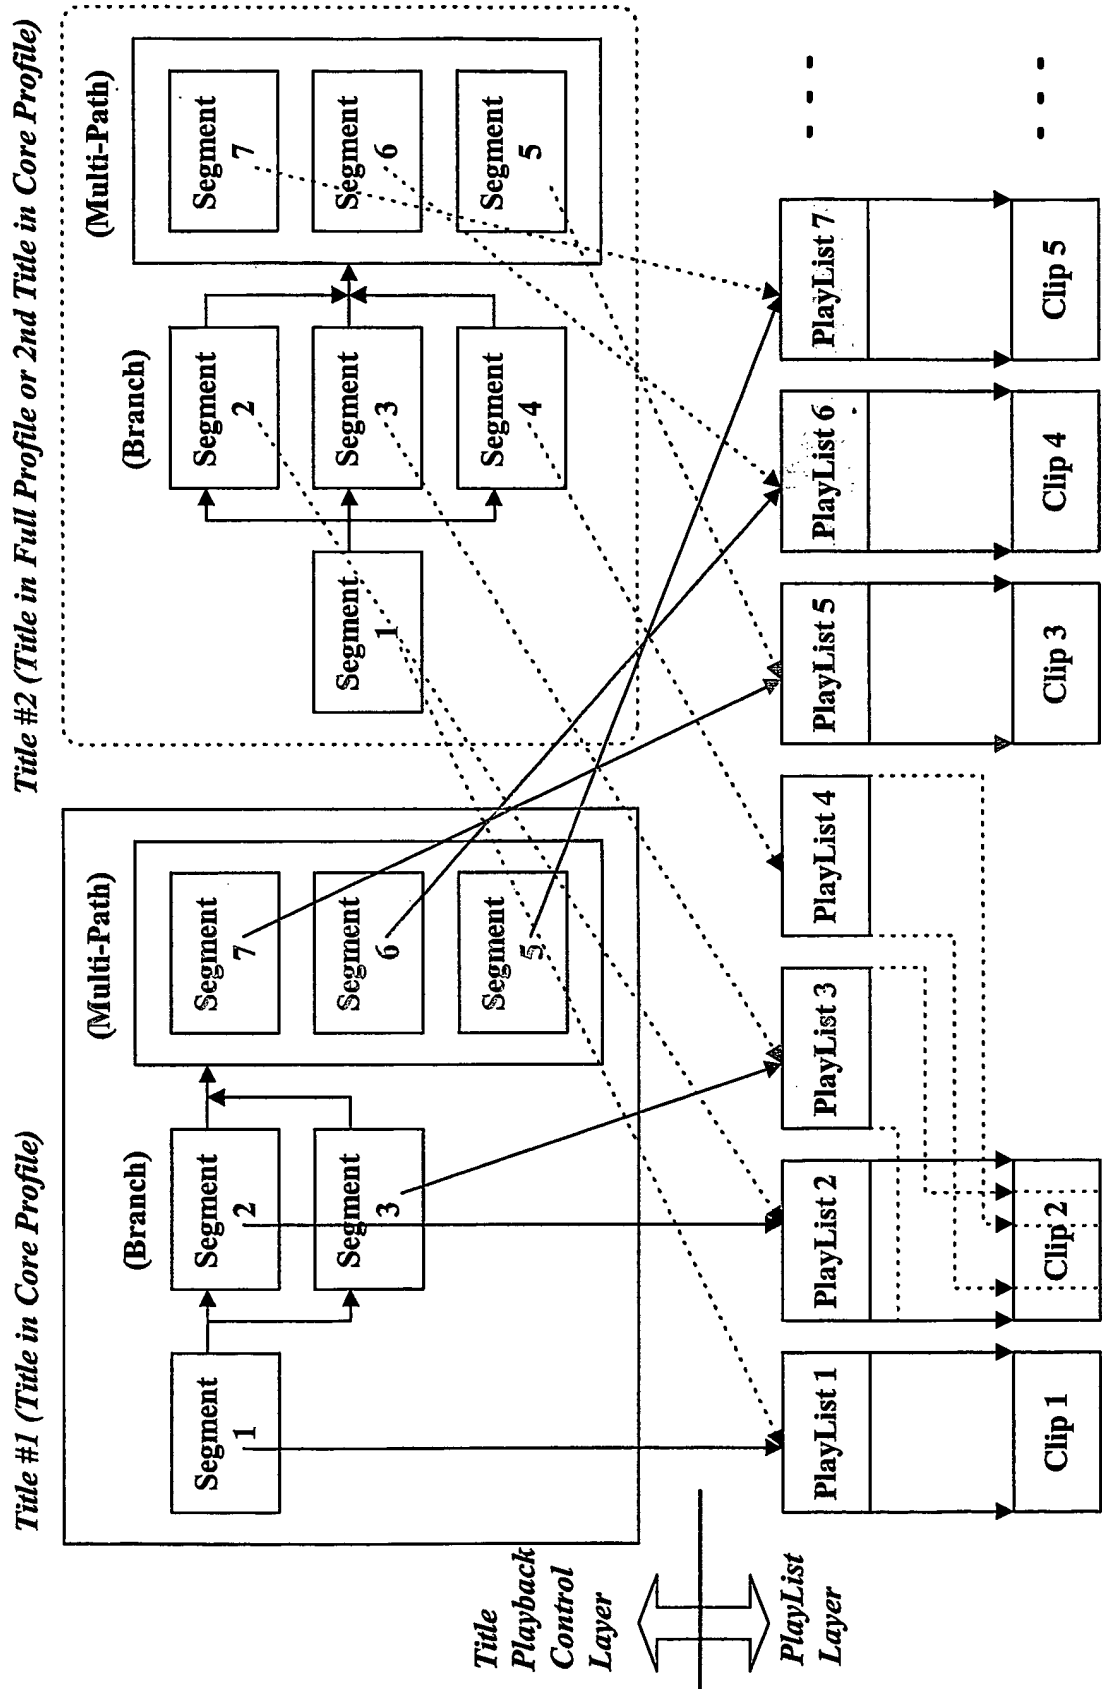 Title #1 (Title in Core Profile)
Title #2 (Title in Full Profile or 2nd Title in Core Profile)
(Branch)
(Multi-Path)
Segment
1
Segment
2
Segment
3
Segment
7
Segment
6
Segment
5
(Branch)
(Multi-Path)
Segment
1
Segment
2
Segment
3
Segment
4
Segment
7
Segment
6
Segment
5
Title
Playback
Control
Layer
PlayList
Layer
PlayList 1
PlayList 2
PlayList 3
PlayList 4
PlayList 5
PlayList 6
PlayList 7
Clip 1
Clip 2
Clip 3
Clip 4
Clip 5